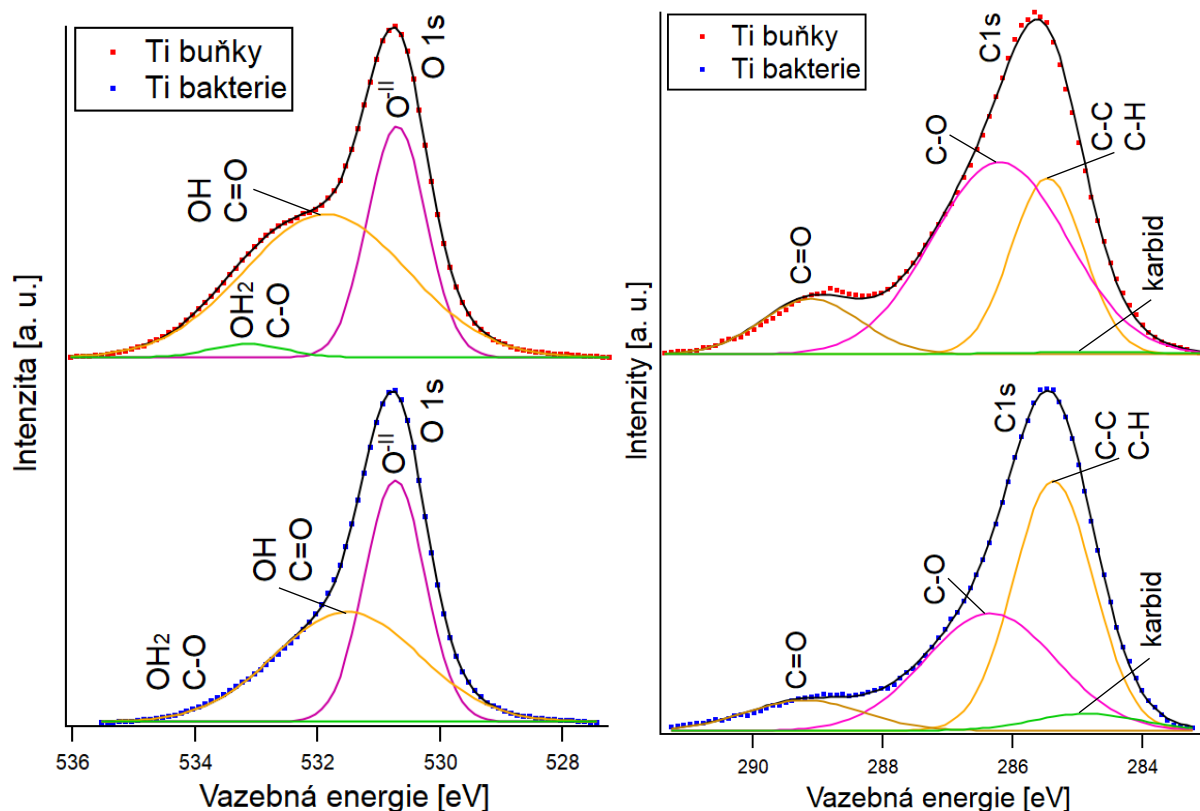 Ti buňky
Ti bakterie
O 1s
O-II
OH
C=O
OH2
C-O
Intenzita [a. u.]
O 1s
O-II
OH
C=O
OH2
C-O
536
534
532
530
528
Vazebná energie [eV]
Ti buňky
Ti bakterie
C1s
C-O
C-C
C-H
C=O
karbid
Intenzity [a. u.]
C1s
C-C
C-H
C-O
C=O
karbid
290
288
286
284
Vazebná energie [eV]